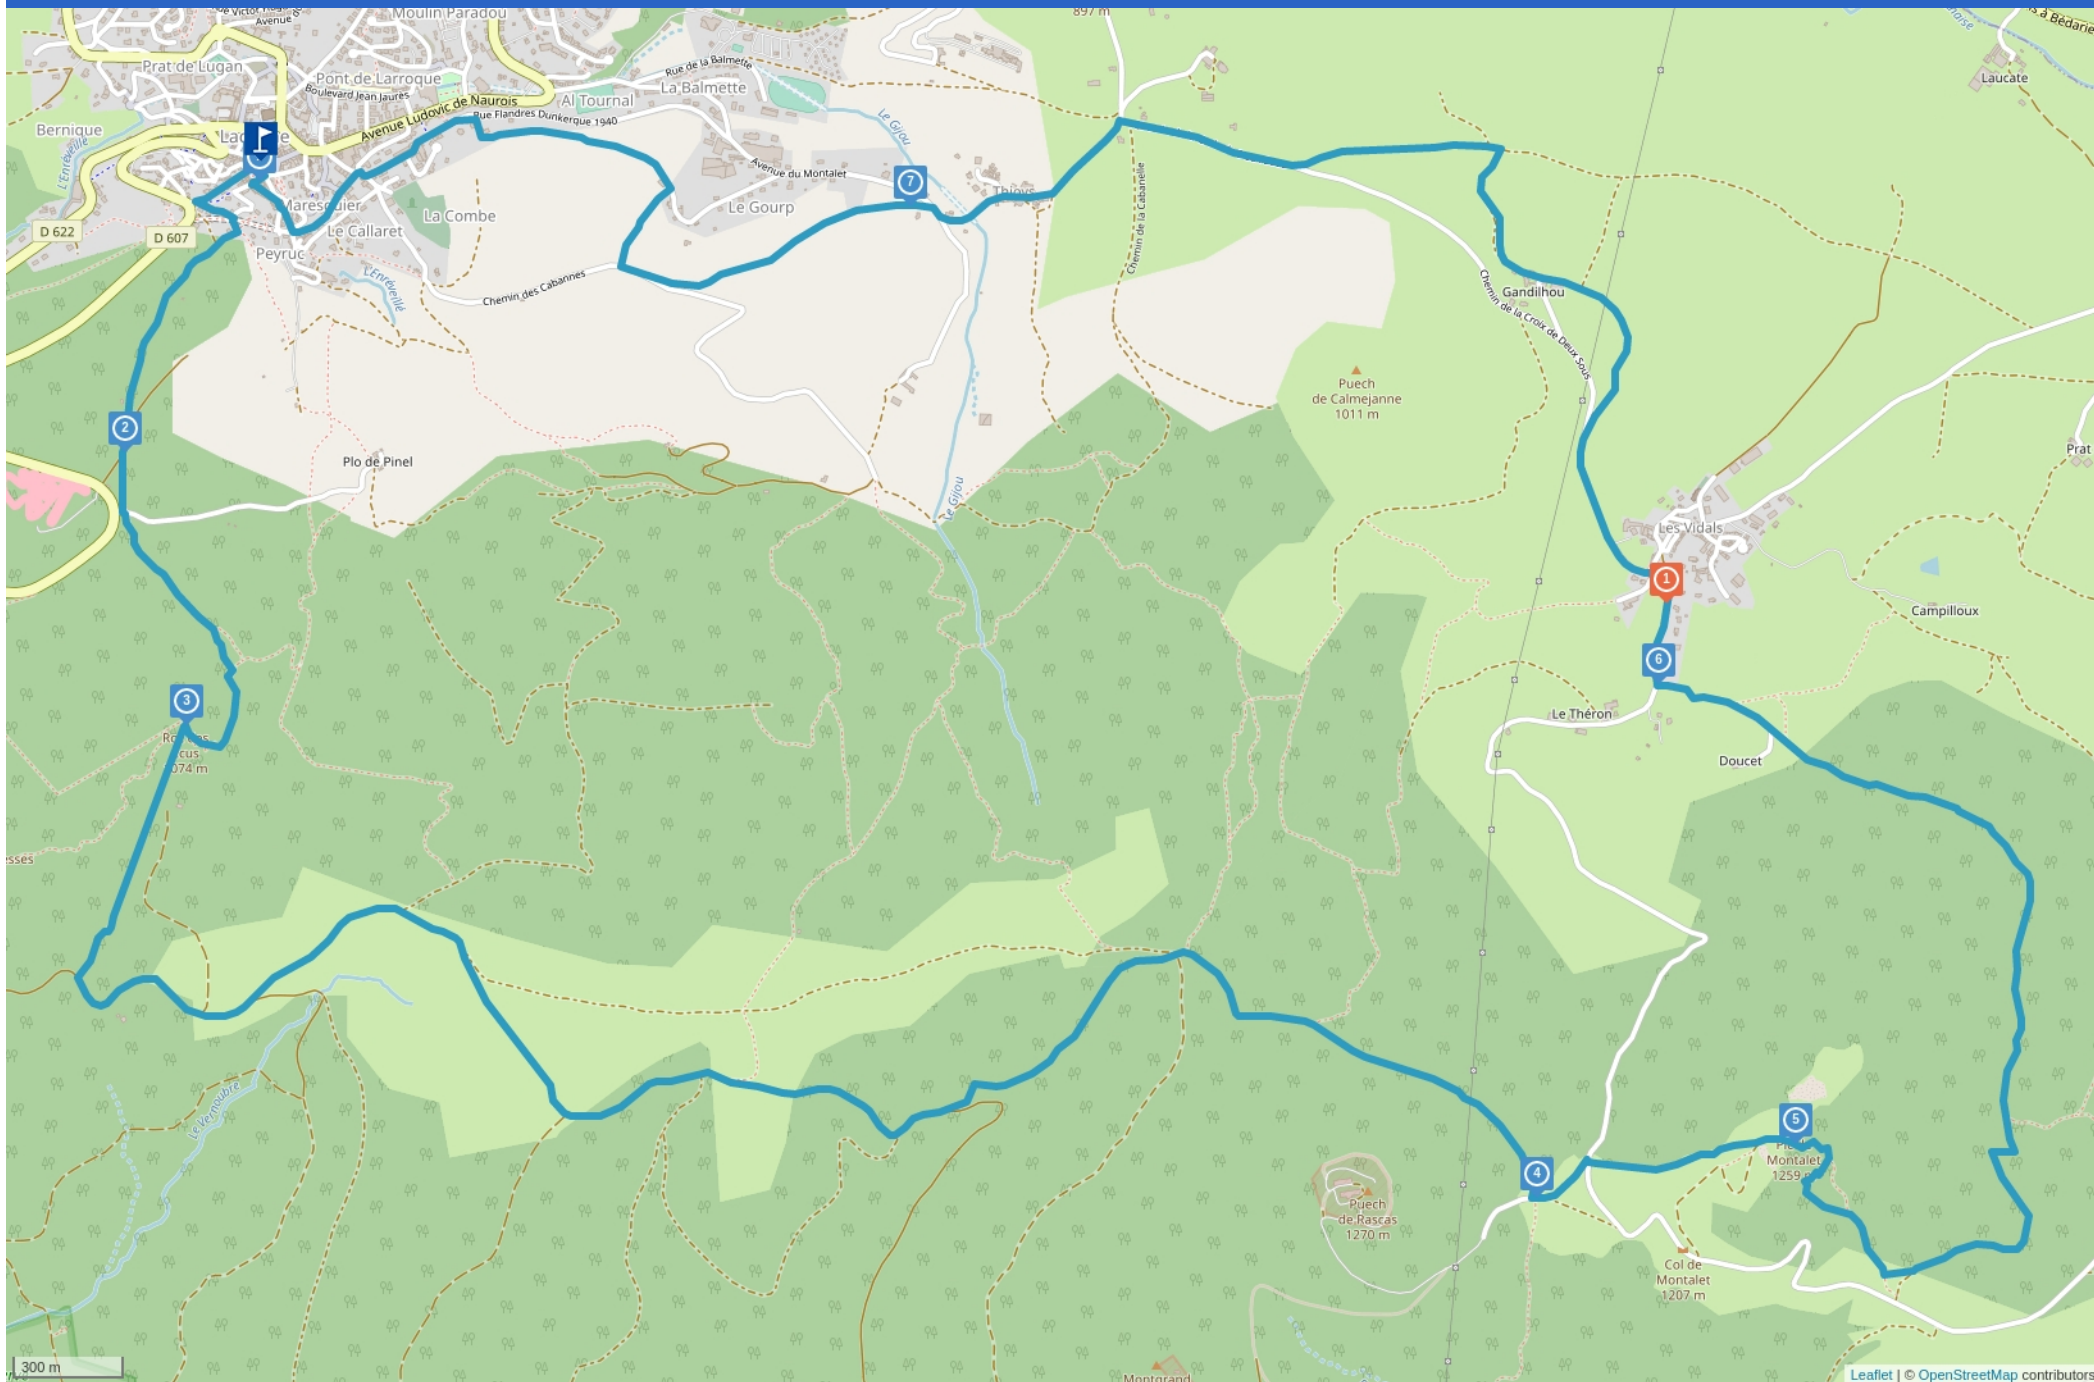 Moulin Paradou
Avenue
897 m
Prat de Lugan
Pont de Larroque
Boulevard Jean Jaurès
Rue de la Balmette
La Balmette
Al Tournal
Avenue Ludovic de Naurois
Rue Flandres Dunkerque 1940
Laucate
Bernique
L'Enréveillé
Le Gijou
Avenue du Montalet
Le Gourp
7
Chemin de la Cabanelle
La Combe
Le Callaret
D 622
D 607
Peyruc
L'Enréveillé
Chemin des Cabannes
Gandilhou
Chemin de la Croix de Deux Sous
Puech
de Calmejanne
1011 m
2
Plo de Pinel
Prat
Le Gijou
Les Vidals
1
Campilloux
6
3
Le Théron
Doucet
Le Vernoubre
5
Montalet
4
Puech
de Rascas
1270 m
Col de
Montalet
1207 m
300 m
Montgrand
Leaflet | © OpenStreetMap contributors